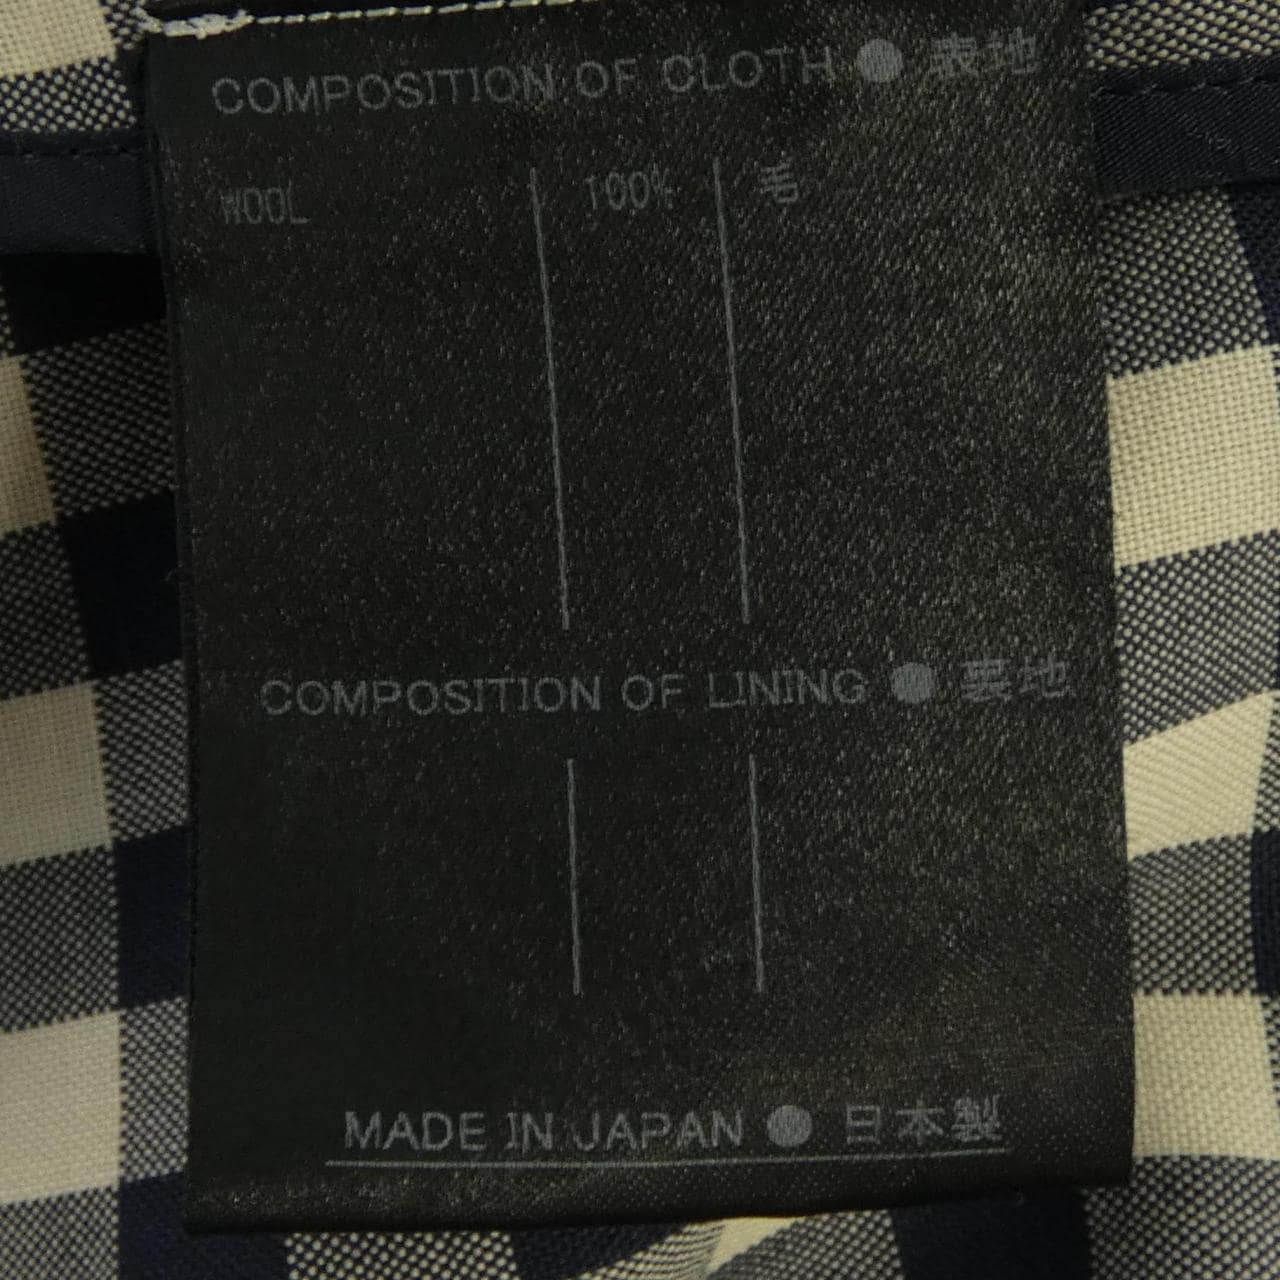 COMPOSITION OF CLOTH ● 表地
WOOL 100% 毛
COMPOSITION OF LINING ● 裏地
MADE IN JAPAN ● 日本製